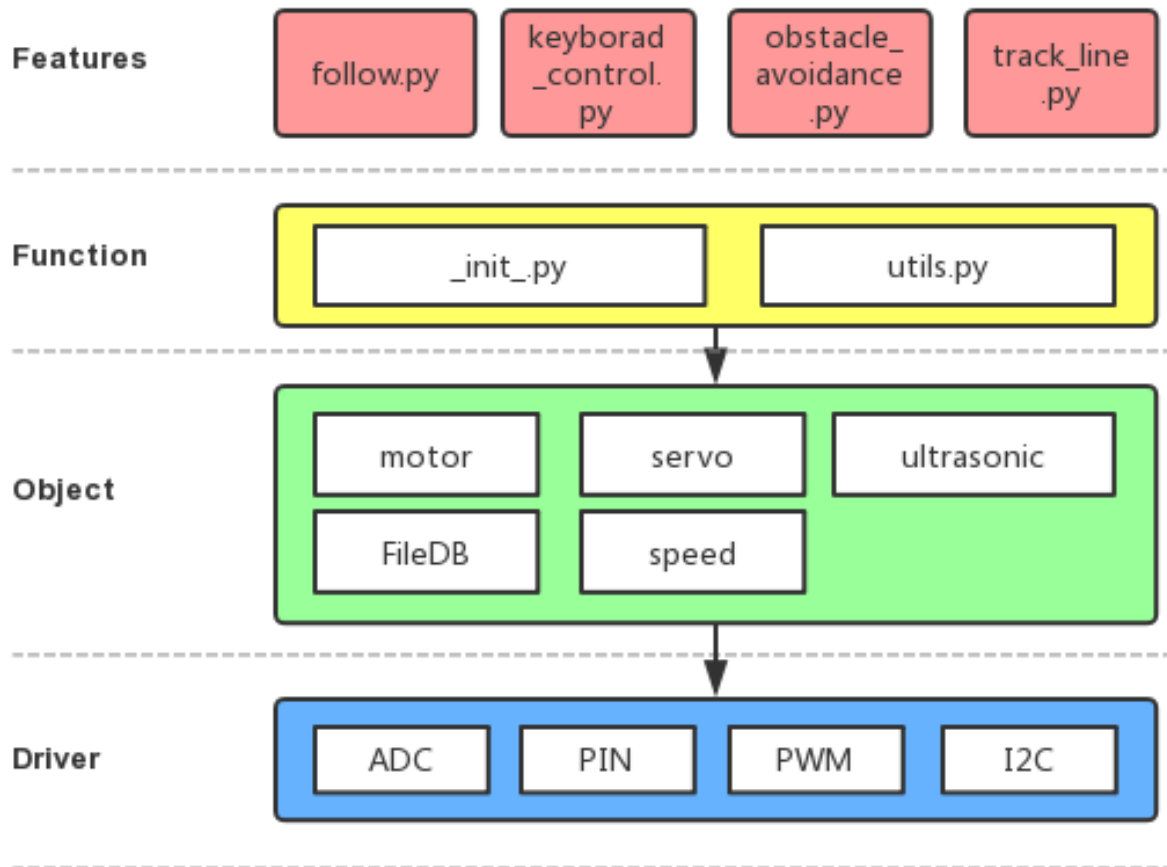 Features
follow.py
keyborad
_control.
py
obstacle_
avoidance
.py
track_line
.py
Function
_init_.py
utils.py
Object
motor
servo
ultrasonic
FileDB
speed
Driver
ADC
PIN
PWM
I2C